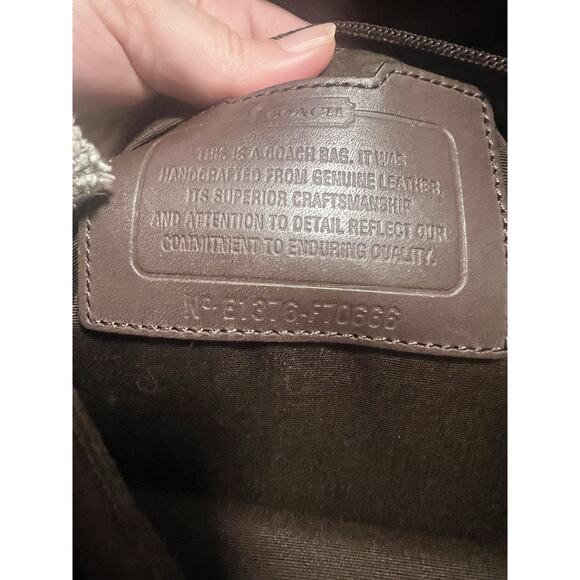 COACH
THIS IS A COACH BAG. IT WAS
HANDCRAFTED FROM GENUINE LEATHER.
ITS SUPERIOR CRAFTSMANSHIP
AND ATTENTION TO DETAIL REFLECT OUR
COMMITMENT TO ENDURING QUALITY.
Nº E1376-F70666